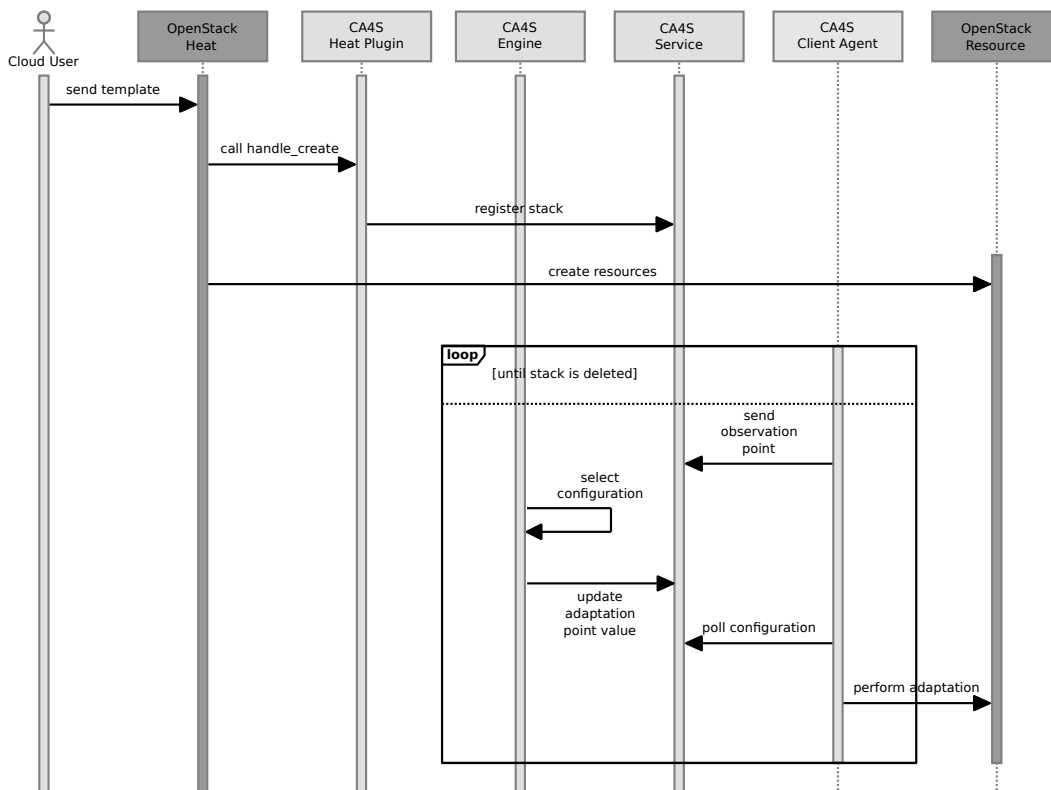 Cloud User
OpenStack
Heat
CA4S
Heat Plugin
CA4S
Engine
CA4S
Service
CA4S
Client Agent
OpenStack
Resource
send template
call handle_create
register stack
create resources
loop
[until stack is deleted]
send
observation
point
select
configuration
update
adaptation
point value
poll configuration
perform adaptation